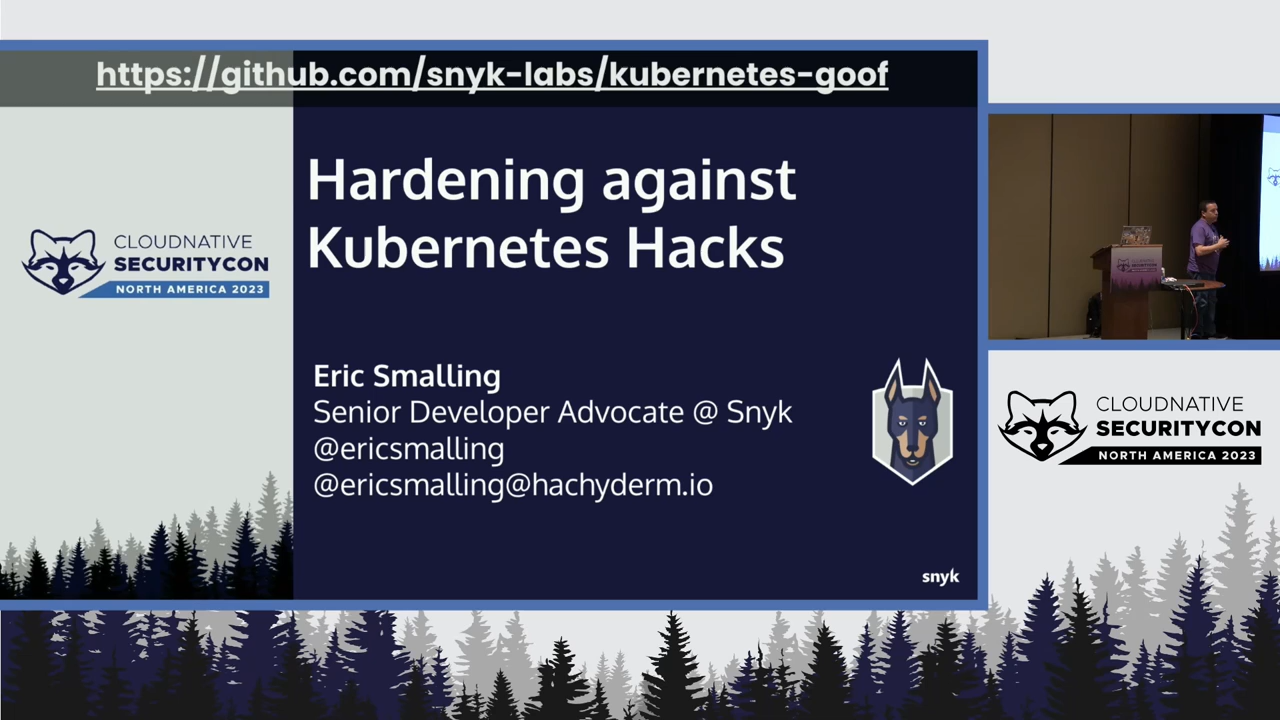 https://github.com/snyk-labs/kubernetes-goof
Hardening against
Kubernetes Hacks
CLOUDNATIVE
SECURITYCON
NORTH AMERICA 2023
Eric Smalling
Senior Developer Advocate @ Snyk
@ericsmalling
@ericsmalling@hachyderm.io
snyk
CLOUDNATIVE
SECURITYCON
NORTH AMERICA 2023